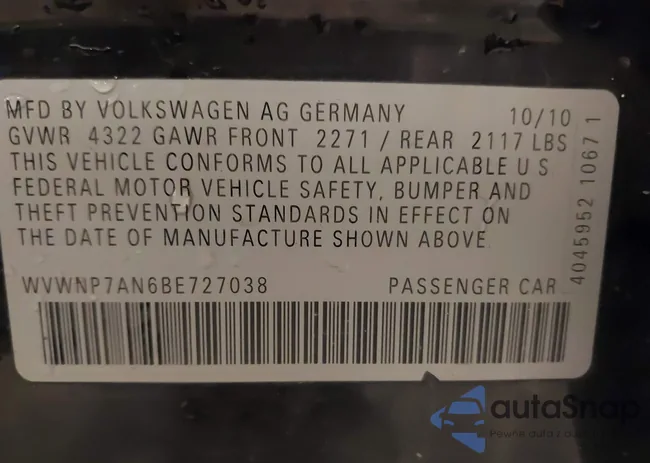 MFD BY VOLKSWAGEN AG GERMANY 10/10
GVWR 4322 GAWR FRONT 2271 / REAR 2117 LBS
THIS VEHICLE CONFORMS TO ALL APPLICABLE U S
FEDERAL MOTOR VEHICLE SAFETY, BUMPER AND
THEFT PREVENTION STANDARDS IN EFFECT ON
THE DATE OF MANUFACTURE SHOWN ABOVE.
WVWNP7AN6BE727038 PASSENGER CAR
4045952 1067 1
autaSnap
Pewne auta z